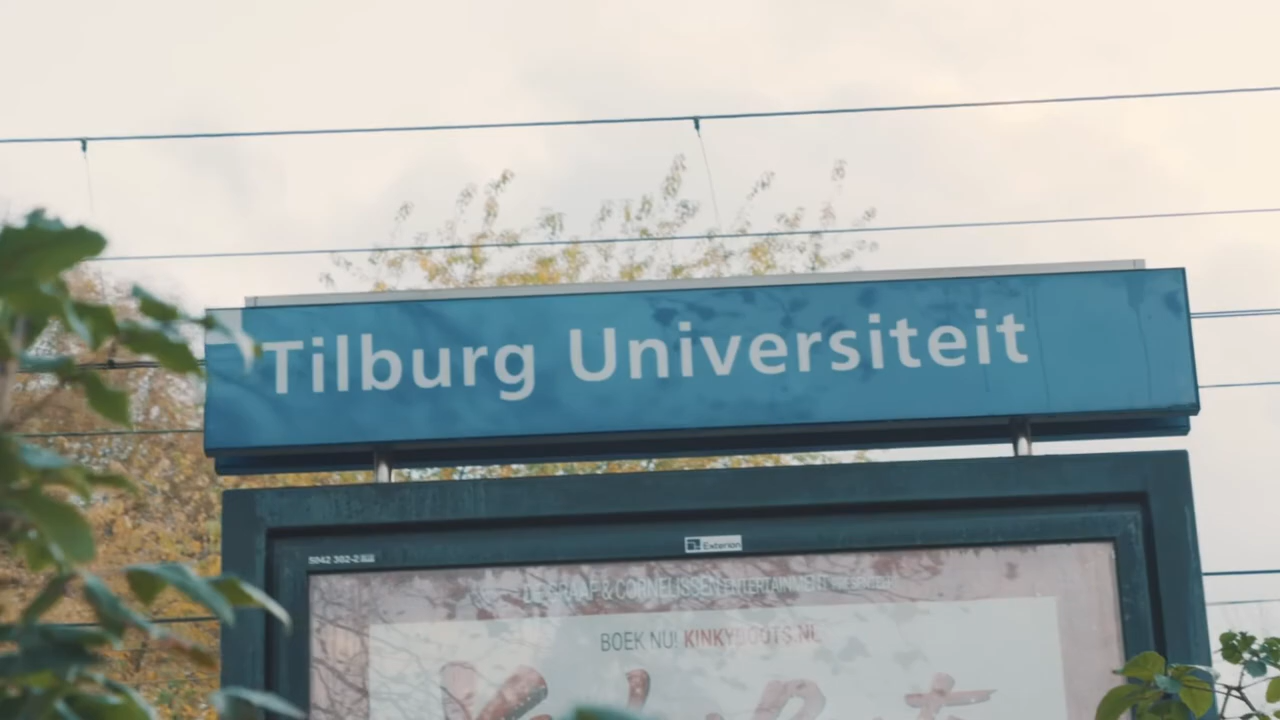 Tilburg Universiteit
Exterion
5042 302-2
DE GRAAF & CORNELISSEN ENTERTAINMENT
BOEK NU! KINKYBOOTS.NL